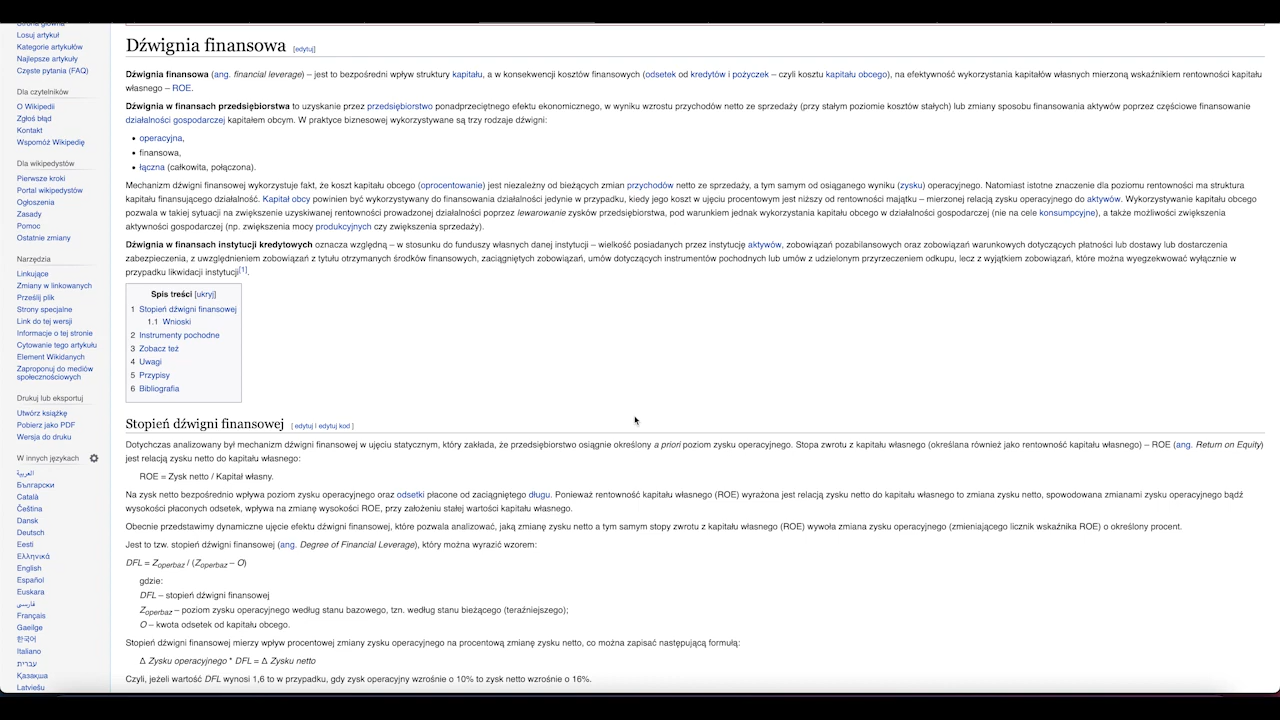 Strona główna
Losuj artykuł
Kategorie artykułów
Najlepsze artykuły
Częste pytania (FAQ)
Dla czytelników
O Wikipedii
Zgłoś błąd
Kontakt
Wspomóż Wikipedię
Dla wikipedystów
Pierwsze kroki
Portal wikipedystów
Ogłoszenia
Zasady
Pomoc
Ostatnie zmiany
Narzędzia
Linkujące
Zmiany w linkowanych
Prześlij plik
Strony specjalne
Link do tej wersji
Informacje o tej stronie
Cytowanie tego artykułu
Element Wikidanych
Zaproponuj do mediów
społecznościowych
Drukuj lub eksportuj
Utwórz książkę
Pobierz jako PDF
Wersja do druku
W innych językach
العربية
Български
Català
Čeština
Dansk
Deutsch
Eesti
Ελληνικά
English
Español
Euskara
فارسی
Français
Gaeilge
한국어
Italiano
עברית
Қазақша
Latviešu
Dźwignia finansowa [edytuj]
Dźwignia finansowa (ang. financial leverage) – jest to bezpośredni wpływ struktury kapitału, a w konsekwencji kosztów finansowych (odsetek od kredytów i pożyczek – czyli kosztu kapitału obcego), na efektywność wykorzystania kapitałów własnych mierzoną wskaźnikiem rentowności kapitału
własnego – ROE.
Dźwignia w finansach przedsiębiorstwa to uzyskanie przez przedsiębiorstwo ponadprzeciętnego efektu ekonomicznego, w wyniku wzrostu przychodów netto ze sprzedaży (przy stałym poziomie kosztów stałych) lub zmiany sposobu finansowania aktywów poprzez częściowe finansowanie
działalności gospodarczej kapitałem obcym. W praktyce biznesowej wykorzystywane są trzy rodzaje dźwigni:
• operacyjna,
• finansowa,
• łączna (całkowita, połączona).
Mechanizm dźwigni finansowej wykorzystuje fakt, że koszt kapitału obcego (oprocentowanie) jest niezależny od bieżących zmian przychodów netto ze sprzedaży, a tym samym od osiąganego wyniku (zysku) operacyjnego. Natomiast istotne znaczenie dla poziomu rentowności ma struktura
kapitału finansującego działalność. Kapitał obcy powinien być wykorzystywany do finansowania działalności jedynie w przypadku, kiedy jego koszt w ujęciu procentowym jest niższy od rentowności majątku – mierzonej relacją zysku operacyjnego do aktywów. Wykorzystywanie kapitału obcego
pozwala w takiej sytuacji na zwiększenie uzyskiwanej rentowności prowadzonej działalności poprzez lewarowanie zysków przedsiębiorstwa, pod warunkiem jednak wykorzystania kapitału obcego w działalności gospodarczej (nie na cele konsumpcyjne), a także możliwości zwiększenia
aktywności gospodarczej (np. zwiększenia mocy produkcyjnych czy zwiększenia sprzedaży).
Dźwignia w finansach instytucji kredytowych oznacza względną – w stosunku do funduszy własnych danej instytucji – wielkość posiadanych przez instytucję aktywów, zobowiązań pozabilansowych oraz zobowiązań warunkowych dotyczących płatności lub dostawy lub dostarczenia
zabezpieczenia, z uwzględnieniem zobowiązań z tytułu otrzymanych środków finansowych, zaciągniętych zobowiązań, umów dotyczących instrumentów pochodnych lub umów z udzielonym przyrzeczeniem odkupu, lecz z wyjątkiem zobowiązań, które można wyegzekwować wyłącznie w
przypadku likwidacji instytucji[1].
Spis treści [ukryj]
1 Stopień dźwigni finansowej
1.1 Wnioski
2 Instrumenty pochodne
3 Zobacz też
4 Uwagi
5 Przypisy
6 Bibliografia
Stopień dźwigni finansowej [ edytuj | edytuj kod ]
Dotychczas analizowany był mechanizm dźwigni finansowej w ujęciu statycznym, który zakłada, że przedsiębiorstwo osiągnie określony a priori poziom zysku operacyjnego. Stopa zwrotu z kapitału własnego (określana również jako rentowność kapitału własnego) – ROE (ang. Return on Equity)
jest relacją zysku netto do kapitału własnego:
ROE = Zysk netto / Kapitał własny.
Na zysk netto bezpośrednio wpływa poziom zysku operacyjnego oraz odsetki płacone od zaciągniętego długu. Ponieważ rentowność kapitału własnego (ROE) wyrażona jest relacją zysku netto do kapitału własnego to zmiana zysku netto, spowodowana zmianami zysku operacyjnego bądź
wysokości płaconych odsetek, wpływa na zmianę wysokości ROE, przy założeniu stałej wartości kapitału własnego.
Obecnie przedstawimy dynamiczne ujęcie efektu dźwigni finansowej, które pozwala analizować, jaką zmianę zysku netto a tym samym stopy zwrotu z kapitału własnego (ROE) wywoła zmiana zysku operacyjnego (zmieniającego licznik wskaźnika ROE) o określony procent.
Jest to tzw. stopień dźwigni finansowej (ang. Degree of Financial Leverage), który można wyrazić wzorem:
DFL = Zoperbaz / (Zoperbaz – O)
gdzie:
DFL – stopień dźwigni finansowej
Zoperbaz – poziom zysku operacyjnego według stanu bazowego, tzn. według stanu bieżącego (teraźniejszego);
O – kwota odsetek od kapitału obcego.
Stopień dźwigni finansowej mierzy wpływ procentowej zmiany zysku operacyjnego na procentową zmianę zysku netto, co można zapisać następującą formułą:
Δ Zysku operacyjnego * DFL = Δ Zysku netto
Czyli, jeżeli wartość DFL wynosi 1,6 to w przypadku, gdy zysk operacyjny wzrośnie o 10% to zysk netto wzrośnie o 16%.